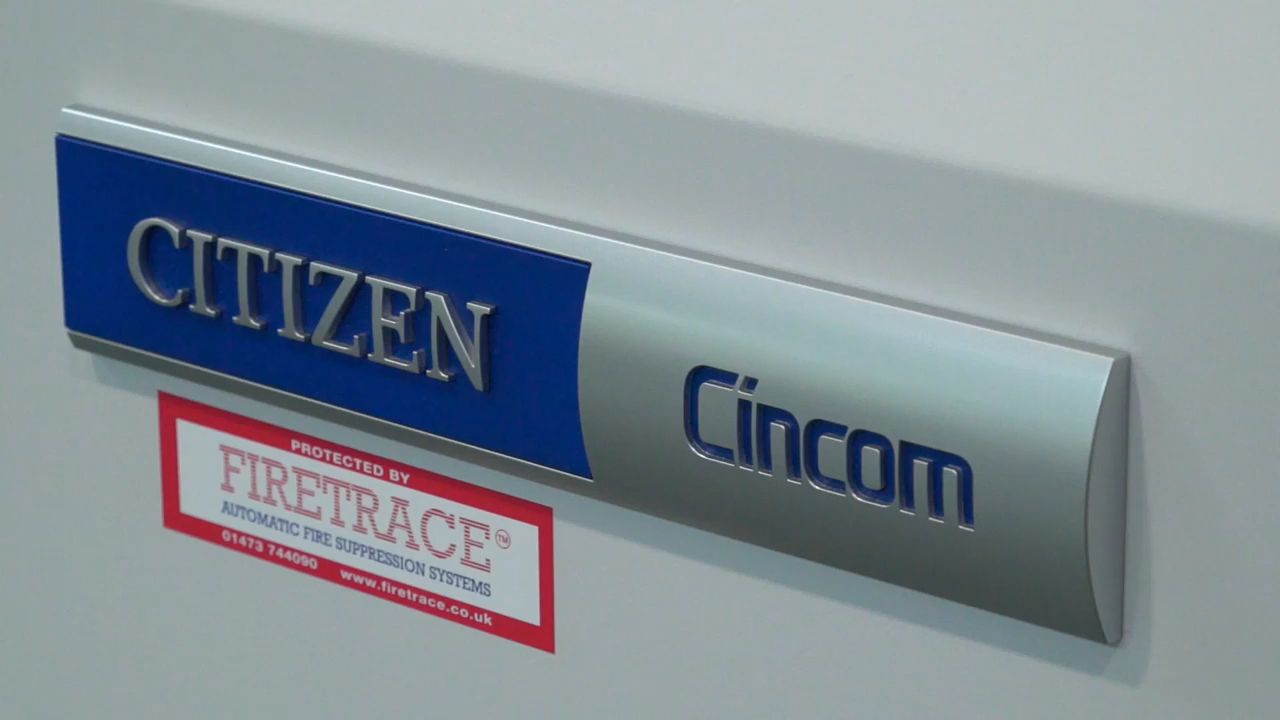 CITIZEN
Cincom
PROTECTED BY
FIRETRACE™
AUTOMATIC FIRE SUPPRESSION SYSTEMS
01473 744090 www.firetrace.co.uk